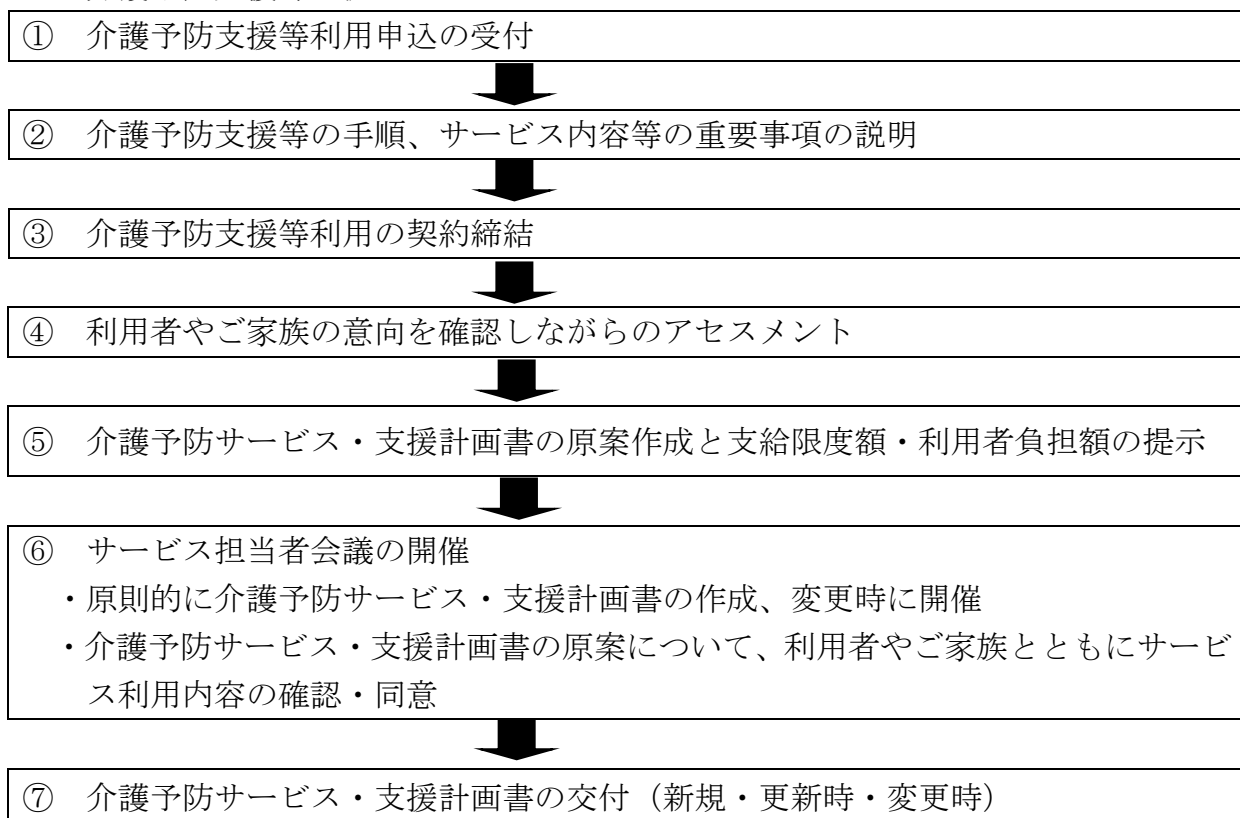 ① 介護予防支援等利用申込の受付
② 介護予防支援等の手順、サービス内容等の重要事項の説明
③ 介護予防支援等利用の契約締結
④ 利用者やご家族の意向を確認しながらのアセスメント
⑤ 介護予防サービス・支援計画書の原案作成と支給限度額・利用者負担額の提示
⑥ サービス担当者会議の開催
・原則的に介護予防サービス・支援計画書の作成、変更時に開催
・介護予防サービス・支援計画書の原案について、利用者やご家族とともにサービ
ス利用内容の確認・同意
⑦ 介護予防サービス・支援計画書の交付（新規・更新時・変更時）